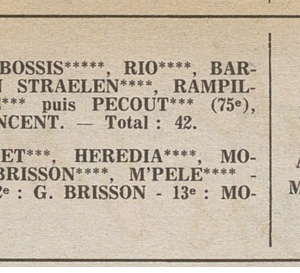 BOSSIS*****, RIO****, BAR-
STRAELEN****, RAMPIL-
*** puis PECOUT*** (75e),
NCENT. — Total : 42.
ET***, HEREDIA****, MO-
BRISSON****, M'PELE**** -
2e : G. BRISSON - 13e : MO-